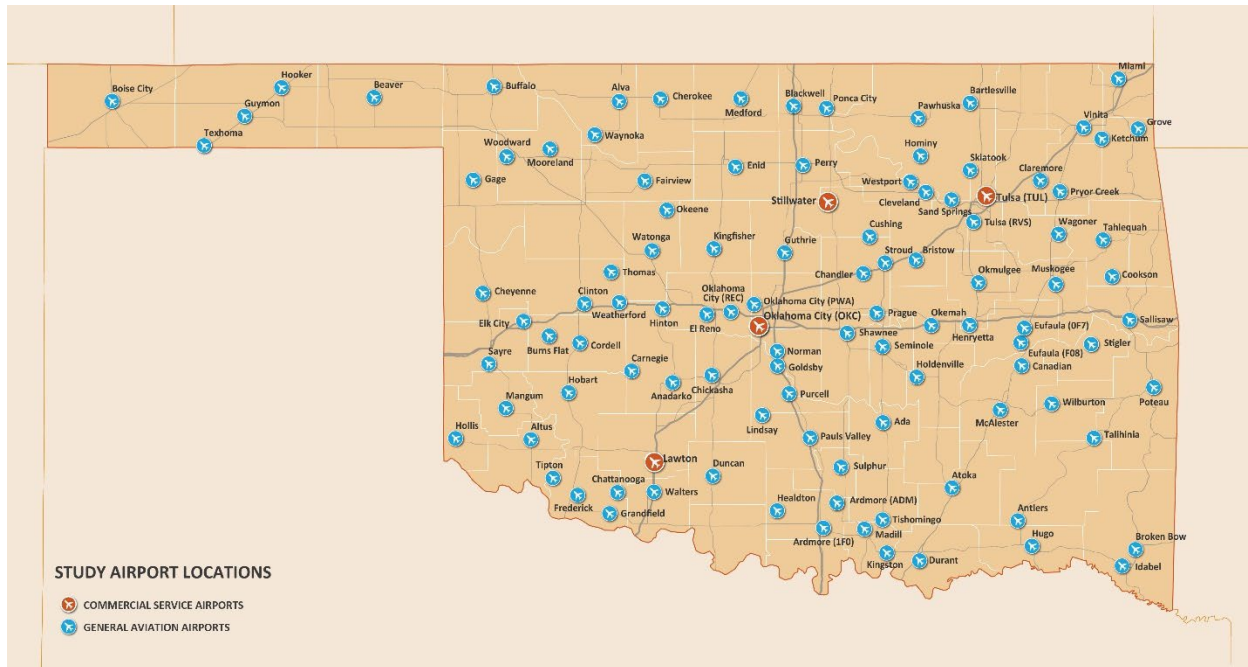 Miami
Hooker
Boise City
Beaver
Buffalo
Alva
Cherokee
Medford
Blackwell
Ponca City
Bartlesville
Pawhuska
Guymon
Vinita
Grove
Ketchum
Texhoma
Waynoka
Woodward
Mooreland
Hominy
Enid
Perry
Skiatook
Claremore
Gage
Fairview
Westport
Cleveland
Sand Springs
Tulsa (TUL)
Pryor Creek
Stillwater
Okeene
Tulsa (RVS)
Cushing
Wagoner
Tahlequah
Watonga
Kingfisher
Guthrie
Stroud
Bristow
Thomas
Chandler
Okmulgee
Muskogee
Cookson
Cheyenne
Clinton
Oklahoma
City (REC)
Oklahoma City (PWA)
Weatherford
Hinton
El Reno
Oklahoma City (OKC)
Prague
Okemah
Sallisaw
Elk City
Shawnee
Henryetta
Eufaula (0F7)
Burns Flat
Cordell
Seminole
Eufaula (F08)
Stigler
Norman
Sayre
Goldsby
Canadian
Carnegie
Holdenville
Hobart
Anadarko
Chickasha
Poteau
Mangum
Purcell
Wilburton
McAlester
Lindsay
Ada
Hollis
Altus
Pauls Valley
Talihinia
Lawton
Tipton
Duncan
Sulphur
Chattanooga
Walters
Atoka
Frederick
Grandfield
Healdton
Ardmore (ADM)
Antlers
Tishomingo
Madill
Ardmore (1F0)
Hugo
Broken Bow
Kingston
Durant
Idabel
STUDY AIRPORT LOCATIONS
COMMERCIAL SERVICE AIRPORTS
GENERAL AVIATION AIRPORTS